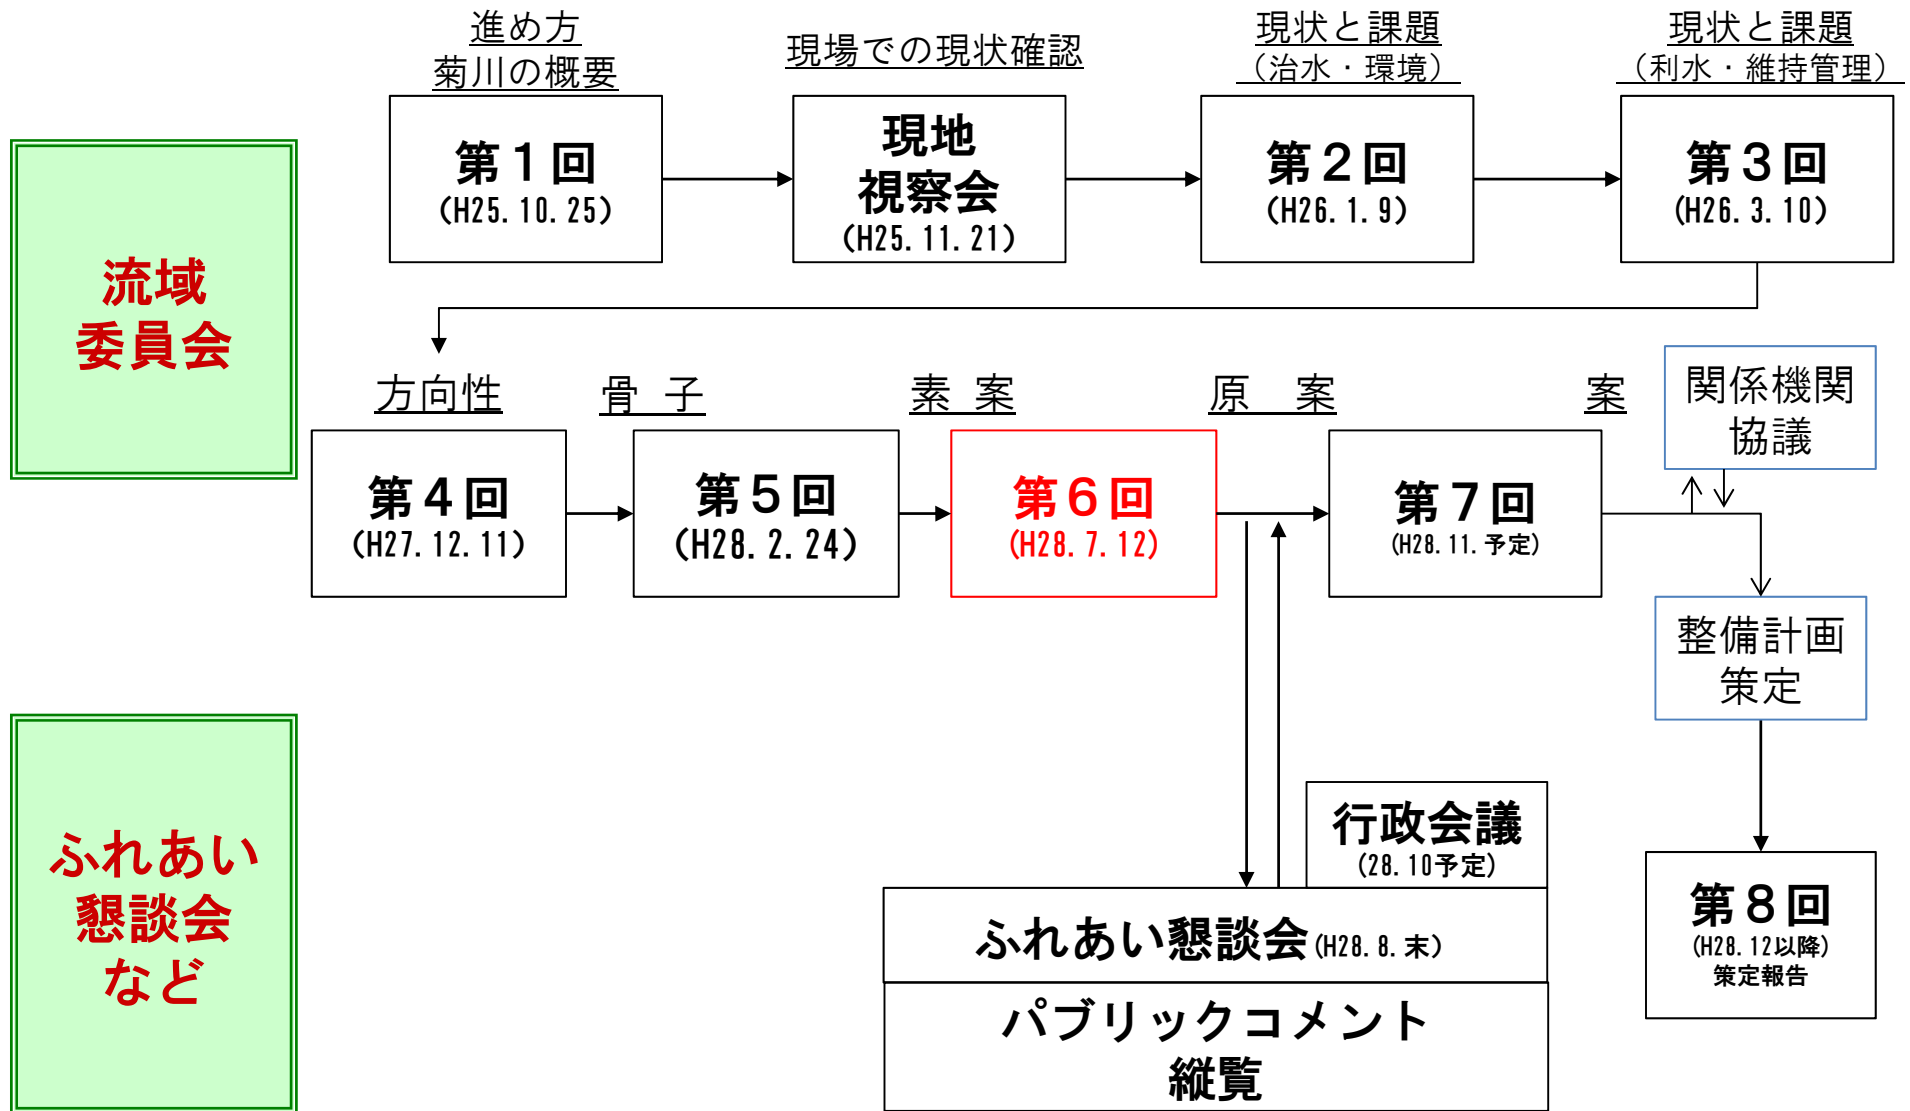 進め方
菊川の概要
現場での現状確認
現状と課題
（治水・環境）
現状と課題
（利水・維持管理）
第１回
(H25.10.25)
現地
視察会
(H25.11.21)
第２回
(H26.1.9)
第３回
(H26.3.10)
流域
委員会
方向性
骨 子
素 案
原　案
案
関係機関
協議
第４回
(H27.12.11)
第５回
(H28.2.24)
第６回
(H28.7.12)
第７回
(H28.11.予定)
整備計画
策定
ふれあい
懇談会
など
行政会議
(28.10予定)
ふれあい懇談会(H28.8.末)
パブリックコメント
縦覧
第８回
(H28.12以降)
策定報告